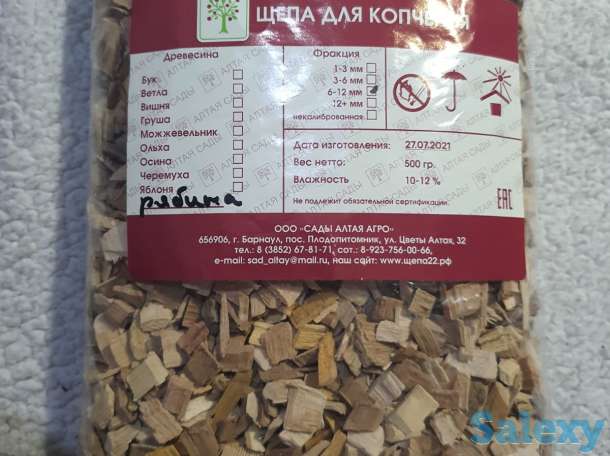 ЩЕПА ДЛЯ КОПЧЕНИЯ
Древесина
Бук
Ветла
Вишня
Груша
Можжевельник
Ольха
Осина
Черемуха
Яблоня
рябина
Фракция
1-3 мм
3-6 мм
6-12 мм
12+ мм
некалиброванная
Дата изготовления: 27.07.2021
Вес нетто: 500 гр.
Влажность 10-12 %
Не подлежит обязательной сертификации.
EAC
ООО «САДЫ АЛТАЯ АГРО»
656906, г. Барнаул, пос. Плодопитомник, ул. Цветы Алтая, 32
тел.: 8 (3852) 67-81-71, сот.: 8-923-756-00-66,
e-mail: sad_altay@mail.ru, наш сайт: www.щепа22.рф
АЛТАЯ САДЫ
Salexy